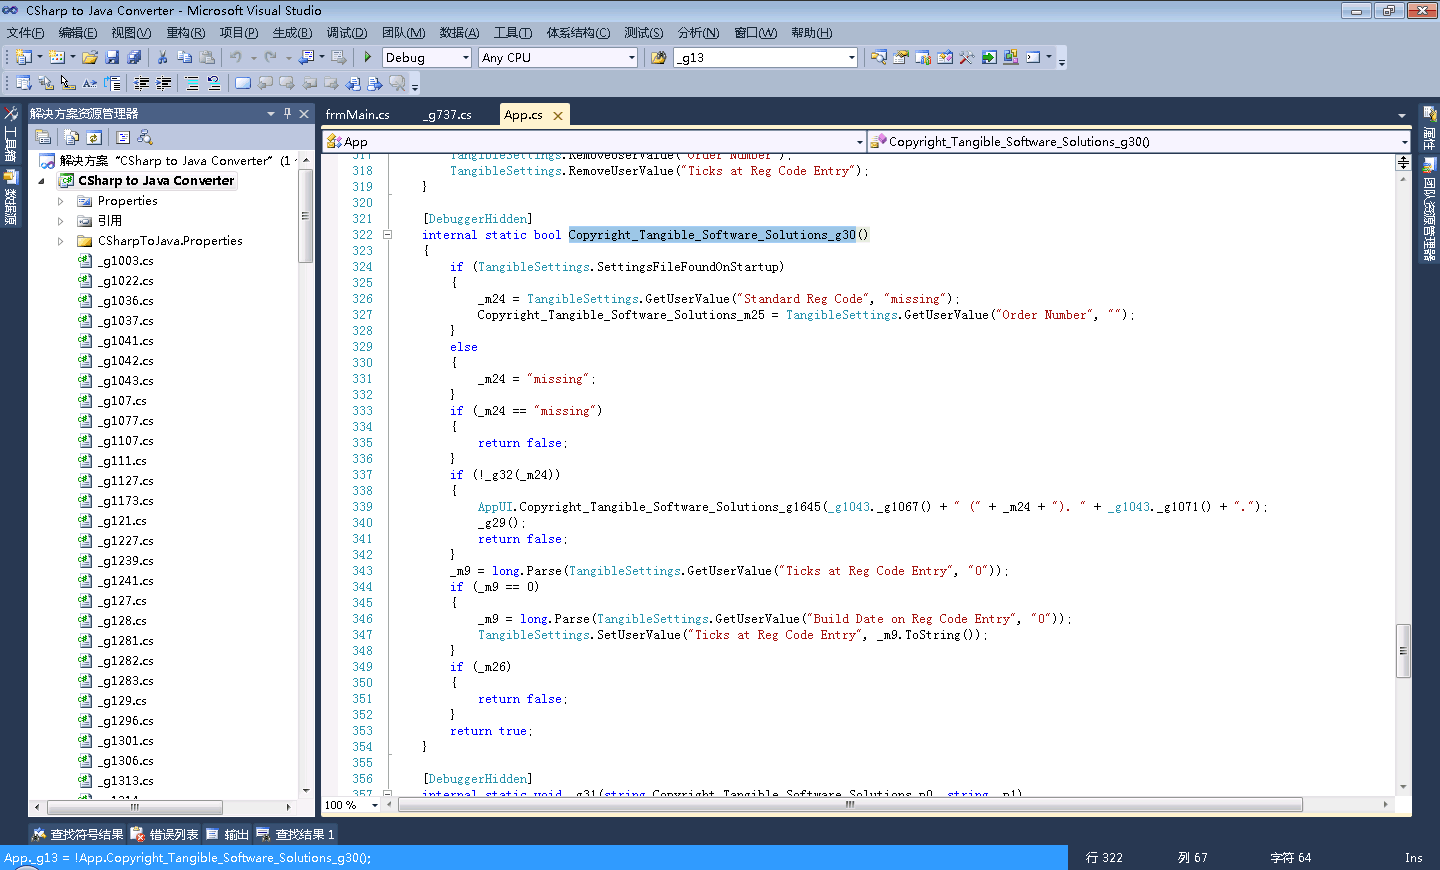 CSharp to Java Converter - Microsoft Visual Studio
文件(F) 编辑(E) 视图(V) 重构(R) 项目(P) 生成(B) 调试(D) 团队(M) 数据(A) 工具(T) 体系结构(C) 测试(S) 分析(N) 窗口(W) 帮助(H)
Debug Any CPU _g13
解决方案资源管理器
frmMain.cs _g737.cs App.cs
工具箱
数据源
属性
团队资源管理器
App Copyright_Tangible_Software_Solutions_g30()
解决方案 "CSharp to Java Converter" (1
CSharp to Java Converter
Properties
引用
CSharpToJava.Properties
_g1003.cs
_g1022.cs
_g1036.cs
_g1037.cs
_g1041.cs
_g1042.cs
_g1043.cs
_g107.cs
_g1077.cs
_g1107.cs
_g111.cs
_g1127.cs
_g1173.cs
_g121.cs
_g1227.cs
_g1239.cs
_g1241.cs
_g127.cs
_g128.cs
_g1281.cs
_g1282.cs
_g1283.cs
_g129.cs
_g1296.cs
_g1301.cs
_g1306.cs
_g1313.cs
317 TangibleSettings.RemoveUserValue("Order Number");
318 TangibleSettings.RemoveUserValue("Ticks at Reg Code Entry");
319 }
320
321 [DebuggerHidden]
322 internal static bool Copyright_Tangible_Software_Solutions_g30()
323 {
324 if (TangibleSettings.SettingsFileFoundOnStartup)
325 {
326 _m24 = TangibleSettings.GetUserValue("Standard Reg Code", "missing");
327 Copyright_Tangible_Software_Solutions_m25 = TangibleSettings.GetUserValue("Order Number", "");
328 }
329 else
330 {
331 _m24 = "missing";
332 }
333 if (_m24 == "missing")
334 {
335 return false;
336 }
337 if (!_g32(_m24))
338 {
339 AppUI.Copyright_Tangible_Software_Solutions_g1645(_g1043._g1067() + " (" + _m24 + "). " + _g1043._g1071() + ".");
340 _g29();
341 return false;
342 }
343 _m9 = long.Parse(TangibleSettings.GetUserValue("Ticks at Reg Code Entry", "0"));
344 if (_m9 == 0)
345 {
346 _m9 = long.Parse(TangibleSettings.GetUserValue("Build Date on Reg Code Entry", "0"));
347 TangibleSettings.SetUserValue("Ticks at Reg Code Entry", _m9.ToString());
348 }
349 if (_m26)
350 {
351 return false;
352 }
353 return true;
354 }
355
356 [DebuggerHidden]
357 internal static void _g31(string Copyright_Tangible_Software_Solutions_p0, string _p1)
100 %
查找符号结果 错误列表 输出 查找结果 1
App._g13 = !App.Copyright_Tangible_Software_Solutions_g30();
行 322 列 67 字符 64 Ins